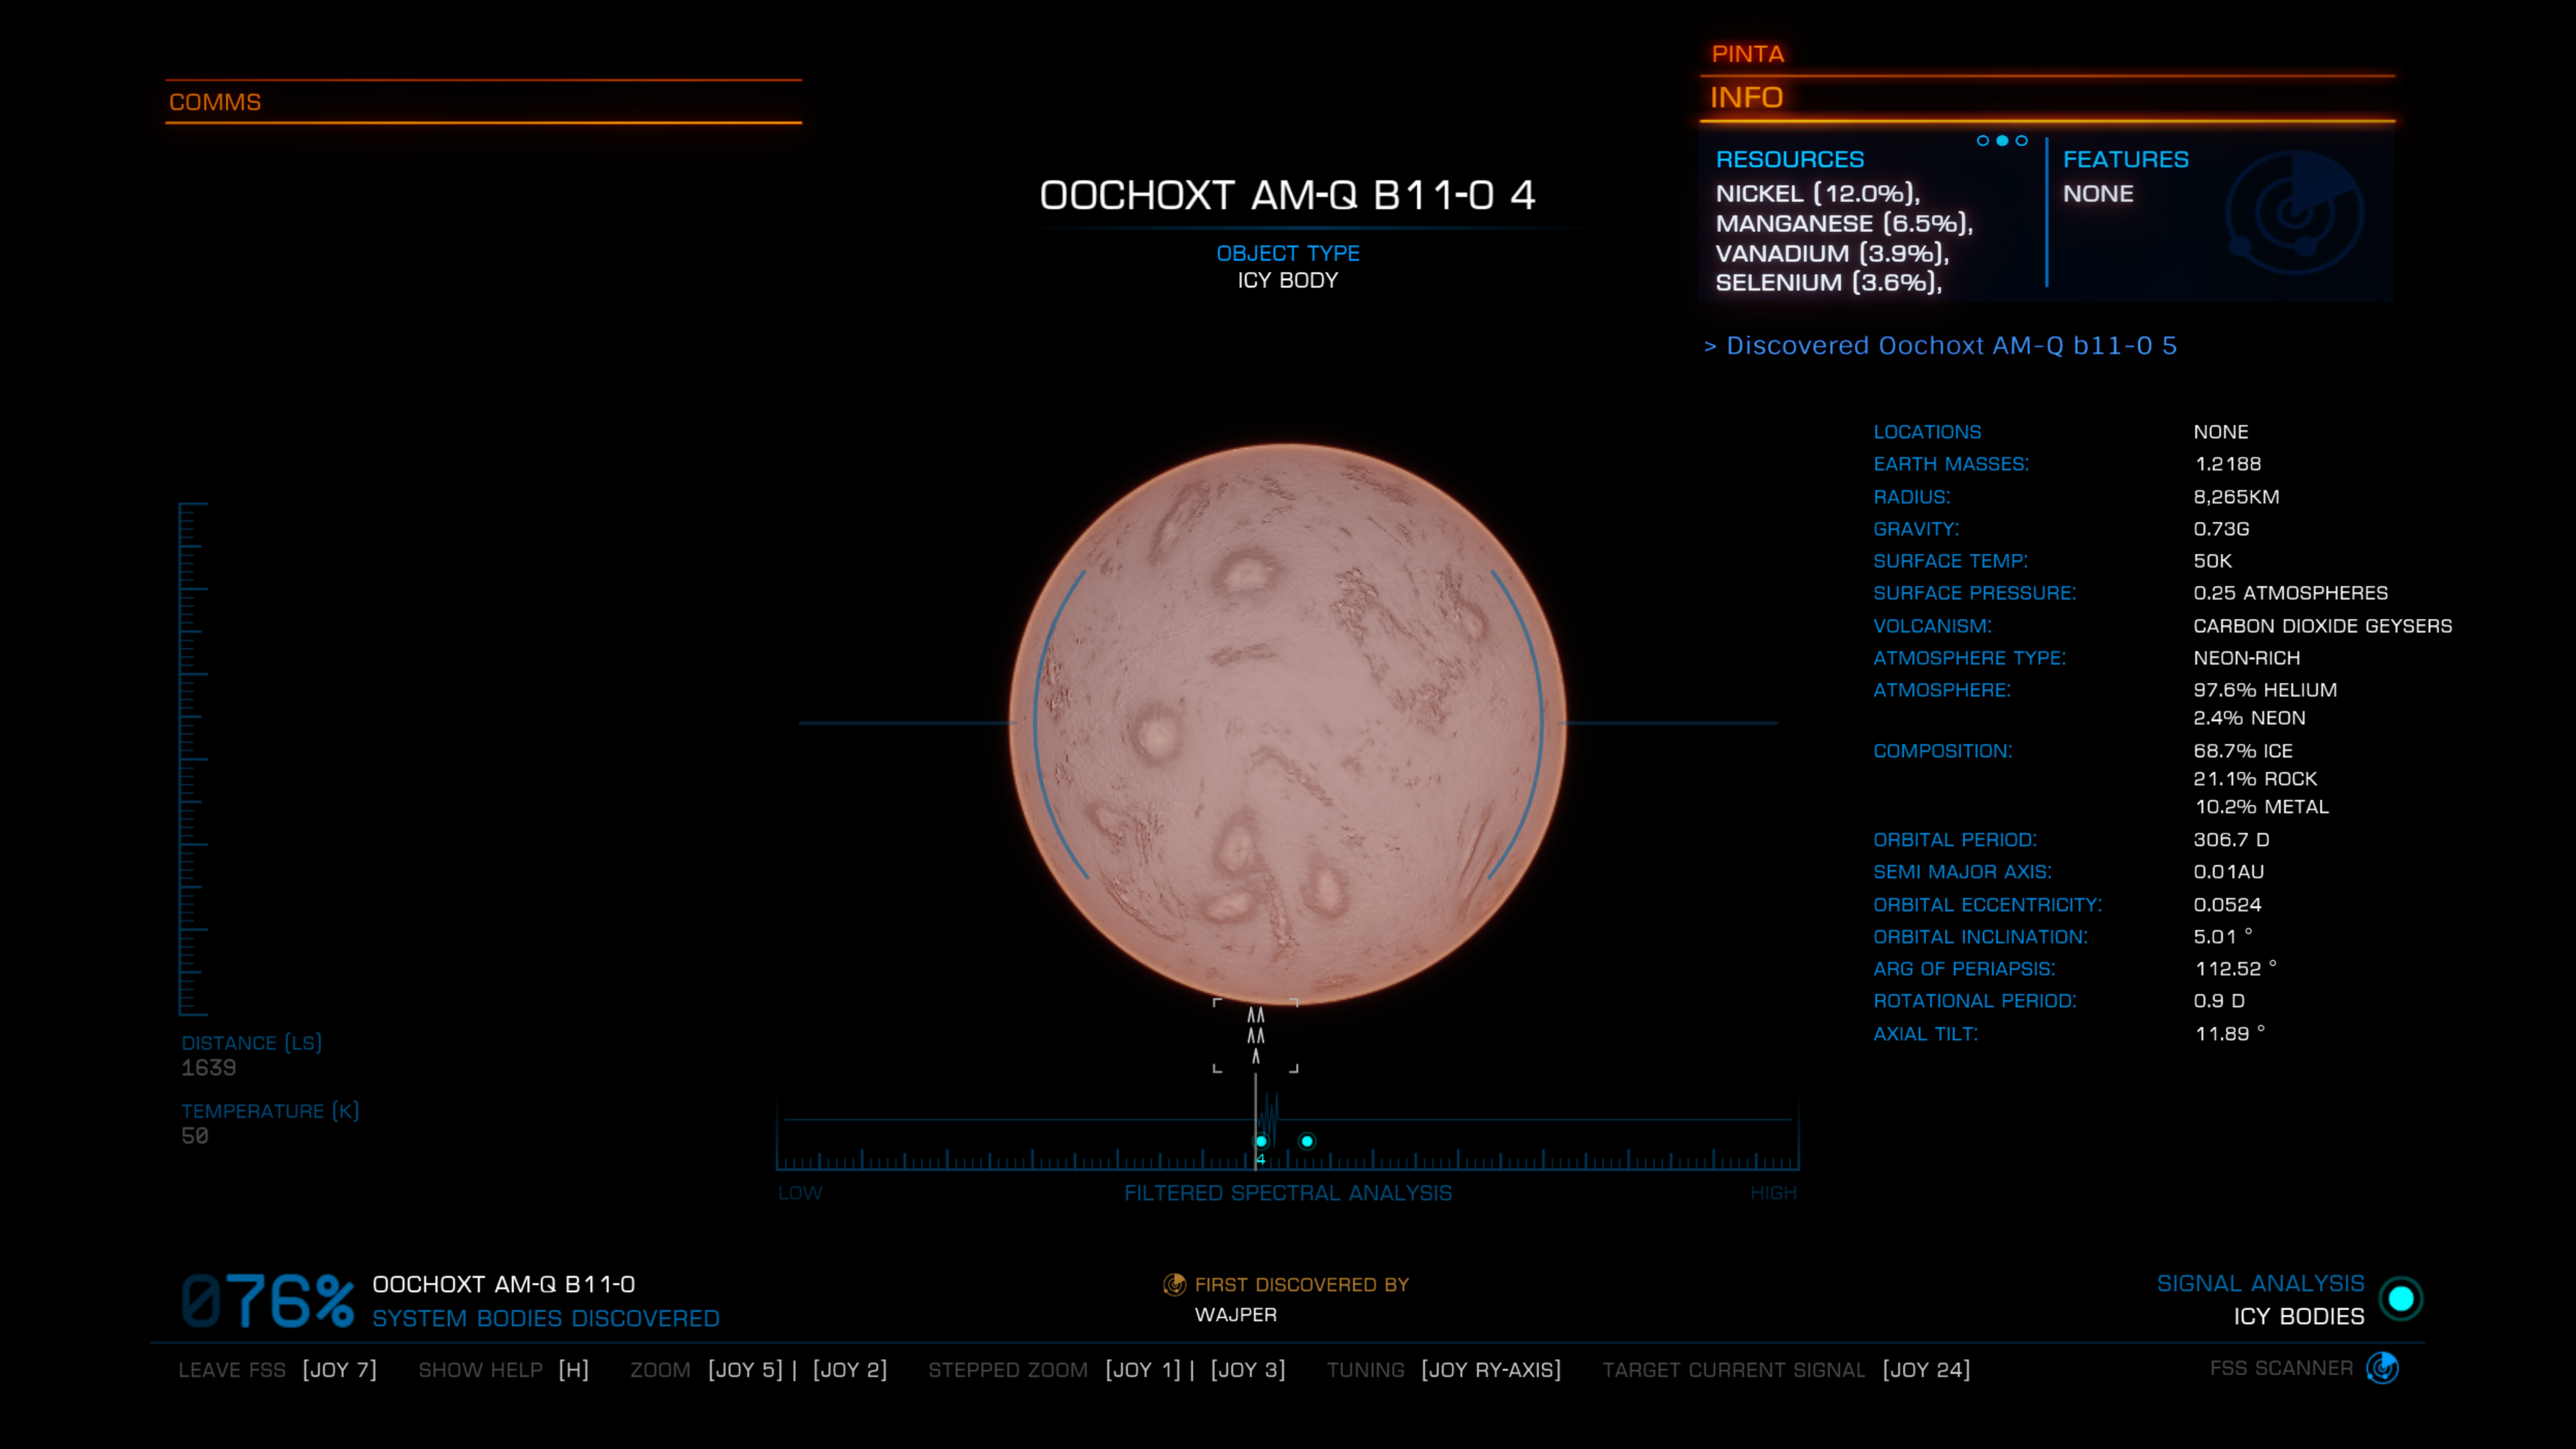 COMMS
PINTA
INFO
OOCHOXT AM-Q B11-0 4
OBJECT TYPE
ICY BODY
RESOURCES
NICKEL (12.0%),
MANGANESE (6.5%),
VANADIUM (3.9%),
SELENIUM (3.6%),
FEATURES
NONE
> Discovered Oochoxt AM-Q b11-0 5
LOCATIONS NONE
EARTH MASSES: 1.2188
RADIUS: 8,265KM
GRAVITY: 0.73G
SURFACE TEMP: 50K
SURFACE PRESSURE: 0.25 ATMOSPHERES
VOLCANISM: CARBON DIOXIDE GEYSERS
ATMOSPHERE TYPE: NEON-RICH
ATMOSPHERE: 97.6% HELIUM
2.4% NEON
COMPOSITION: 68.7% ICE
21.1% ROCK
10.2% METAL
ORBITAL PERIOD: 306.7 D
SEMI MAJOR AXIS: 0.01AU
ORBITAL ECCENTRICITY: 0.0524
ORBITAL INCLINATION: 5.01 °
ARG OF PERIAPSIS: 112.52 °
ROTATIONAL PERIOD: 0.9 D
AXIAL TILT: 11.89 °
DISTANCE (LS)
1639
TEMPERATURE (K)
50
4
LOW FILTERED SPECTRAL ANALYSIS HIGH
076% OOCHOXT AM-Q B11-0
SYSTEM BODIES DISCOVERED
FIRST DISCOVERED BY
WAJPER
SIGNAL ANALYSIS
ICY BODIES
LEAVE FSS [JOY 7] SHOW HELP [H] ZOOM [JOY 5] | [JOY 2] STEPPED ZOOM [JOY 1] | [JOY 3] TUNING [JOY RY-AXIS] TARGET CURRENT SIGNAL [JOY 24] FSS SCANNER